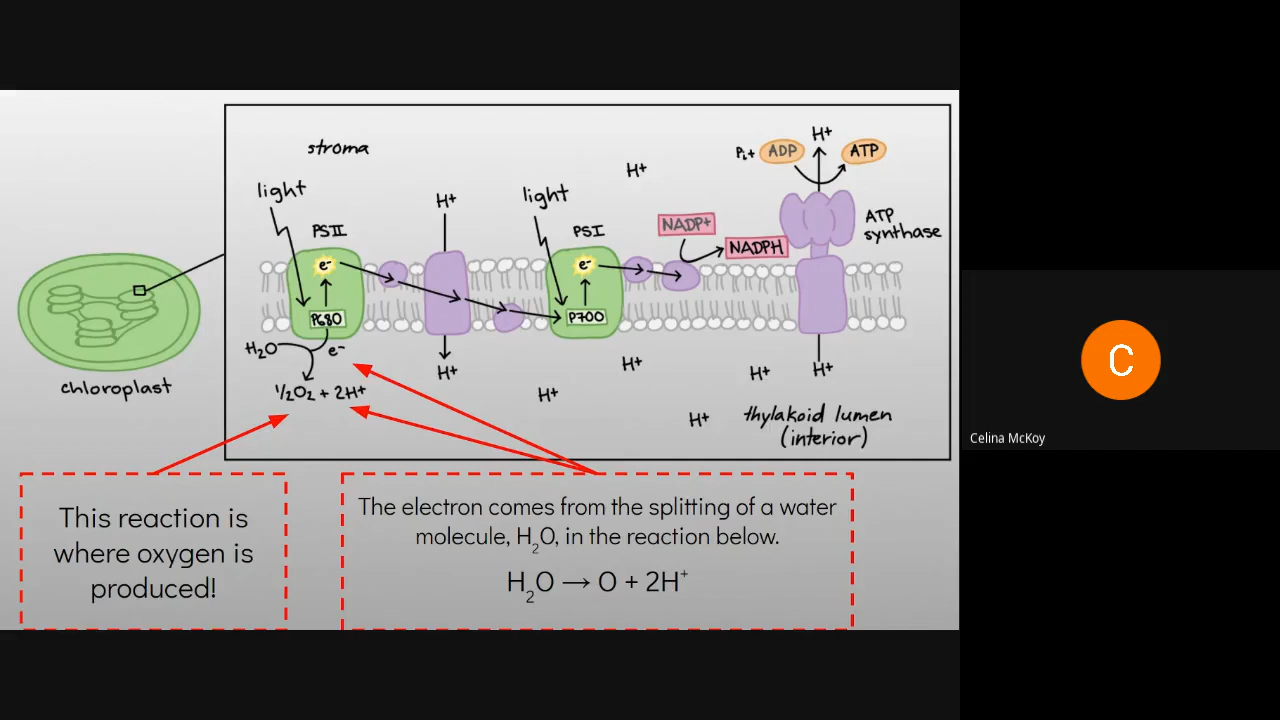 stroma
light
PSII
e-
P680
H₂O
e-
½O₂ + 2H+
H+
H+
light
PSI
e-
P700
H+
NADP+
NADPH
Pi+
ADP
H+
ATP
ATP
synthase
H+
H+
H+
H+
H+
thylakoid lumen
(interior)
chloroplast
This reaction is
where oxygen is
produced!
The electron comes from the splitting of a water
molecule, H₂O, in the reaction below.
H₂O → O + 2H⁺
C
Celina McKoy